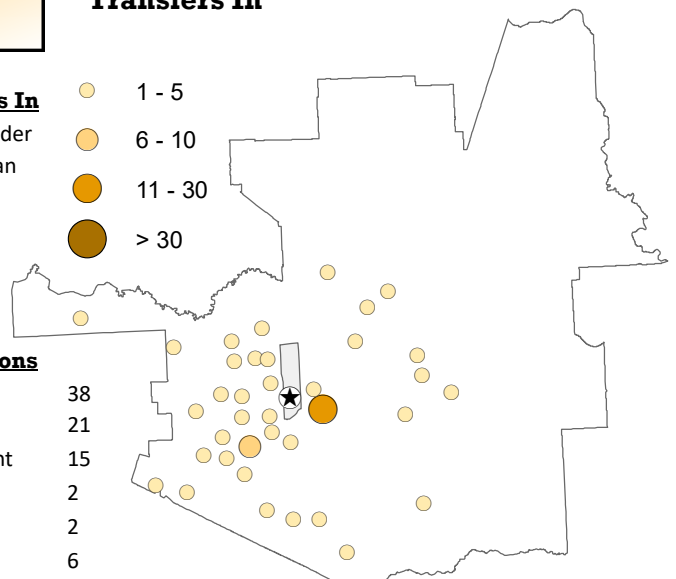 Transfers In
s In
1 - 5
der
6 - 10
an
11 - 30
> 30
ons
38
21
nt 15
2
2
6